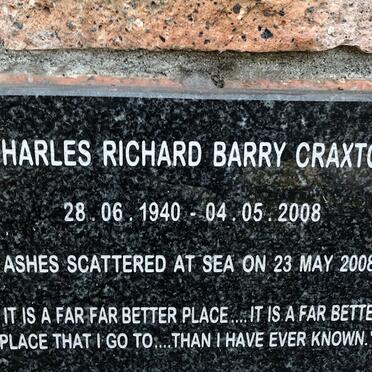 HARLES RICHARD BARRY CRAXTO
28.06.1940 - 04.05.2008
ASHES SCATTERED AT SEA ON 23 MAY 2008
IT IS A FAR FAR BETTER PLACE....IT IS A FAR BETTE
PLACE THAT I GO TO....THAN I HAVE EVER KNOWN.